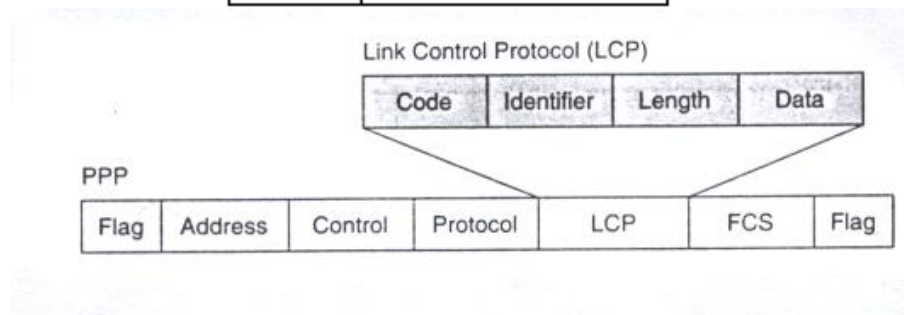 Link Control Protocol (LCP)
Code Identifier Length Data
PPP
Flag Address Control Protocol LCP FCS Flag